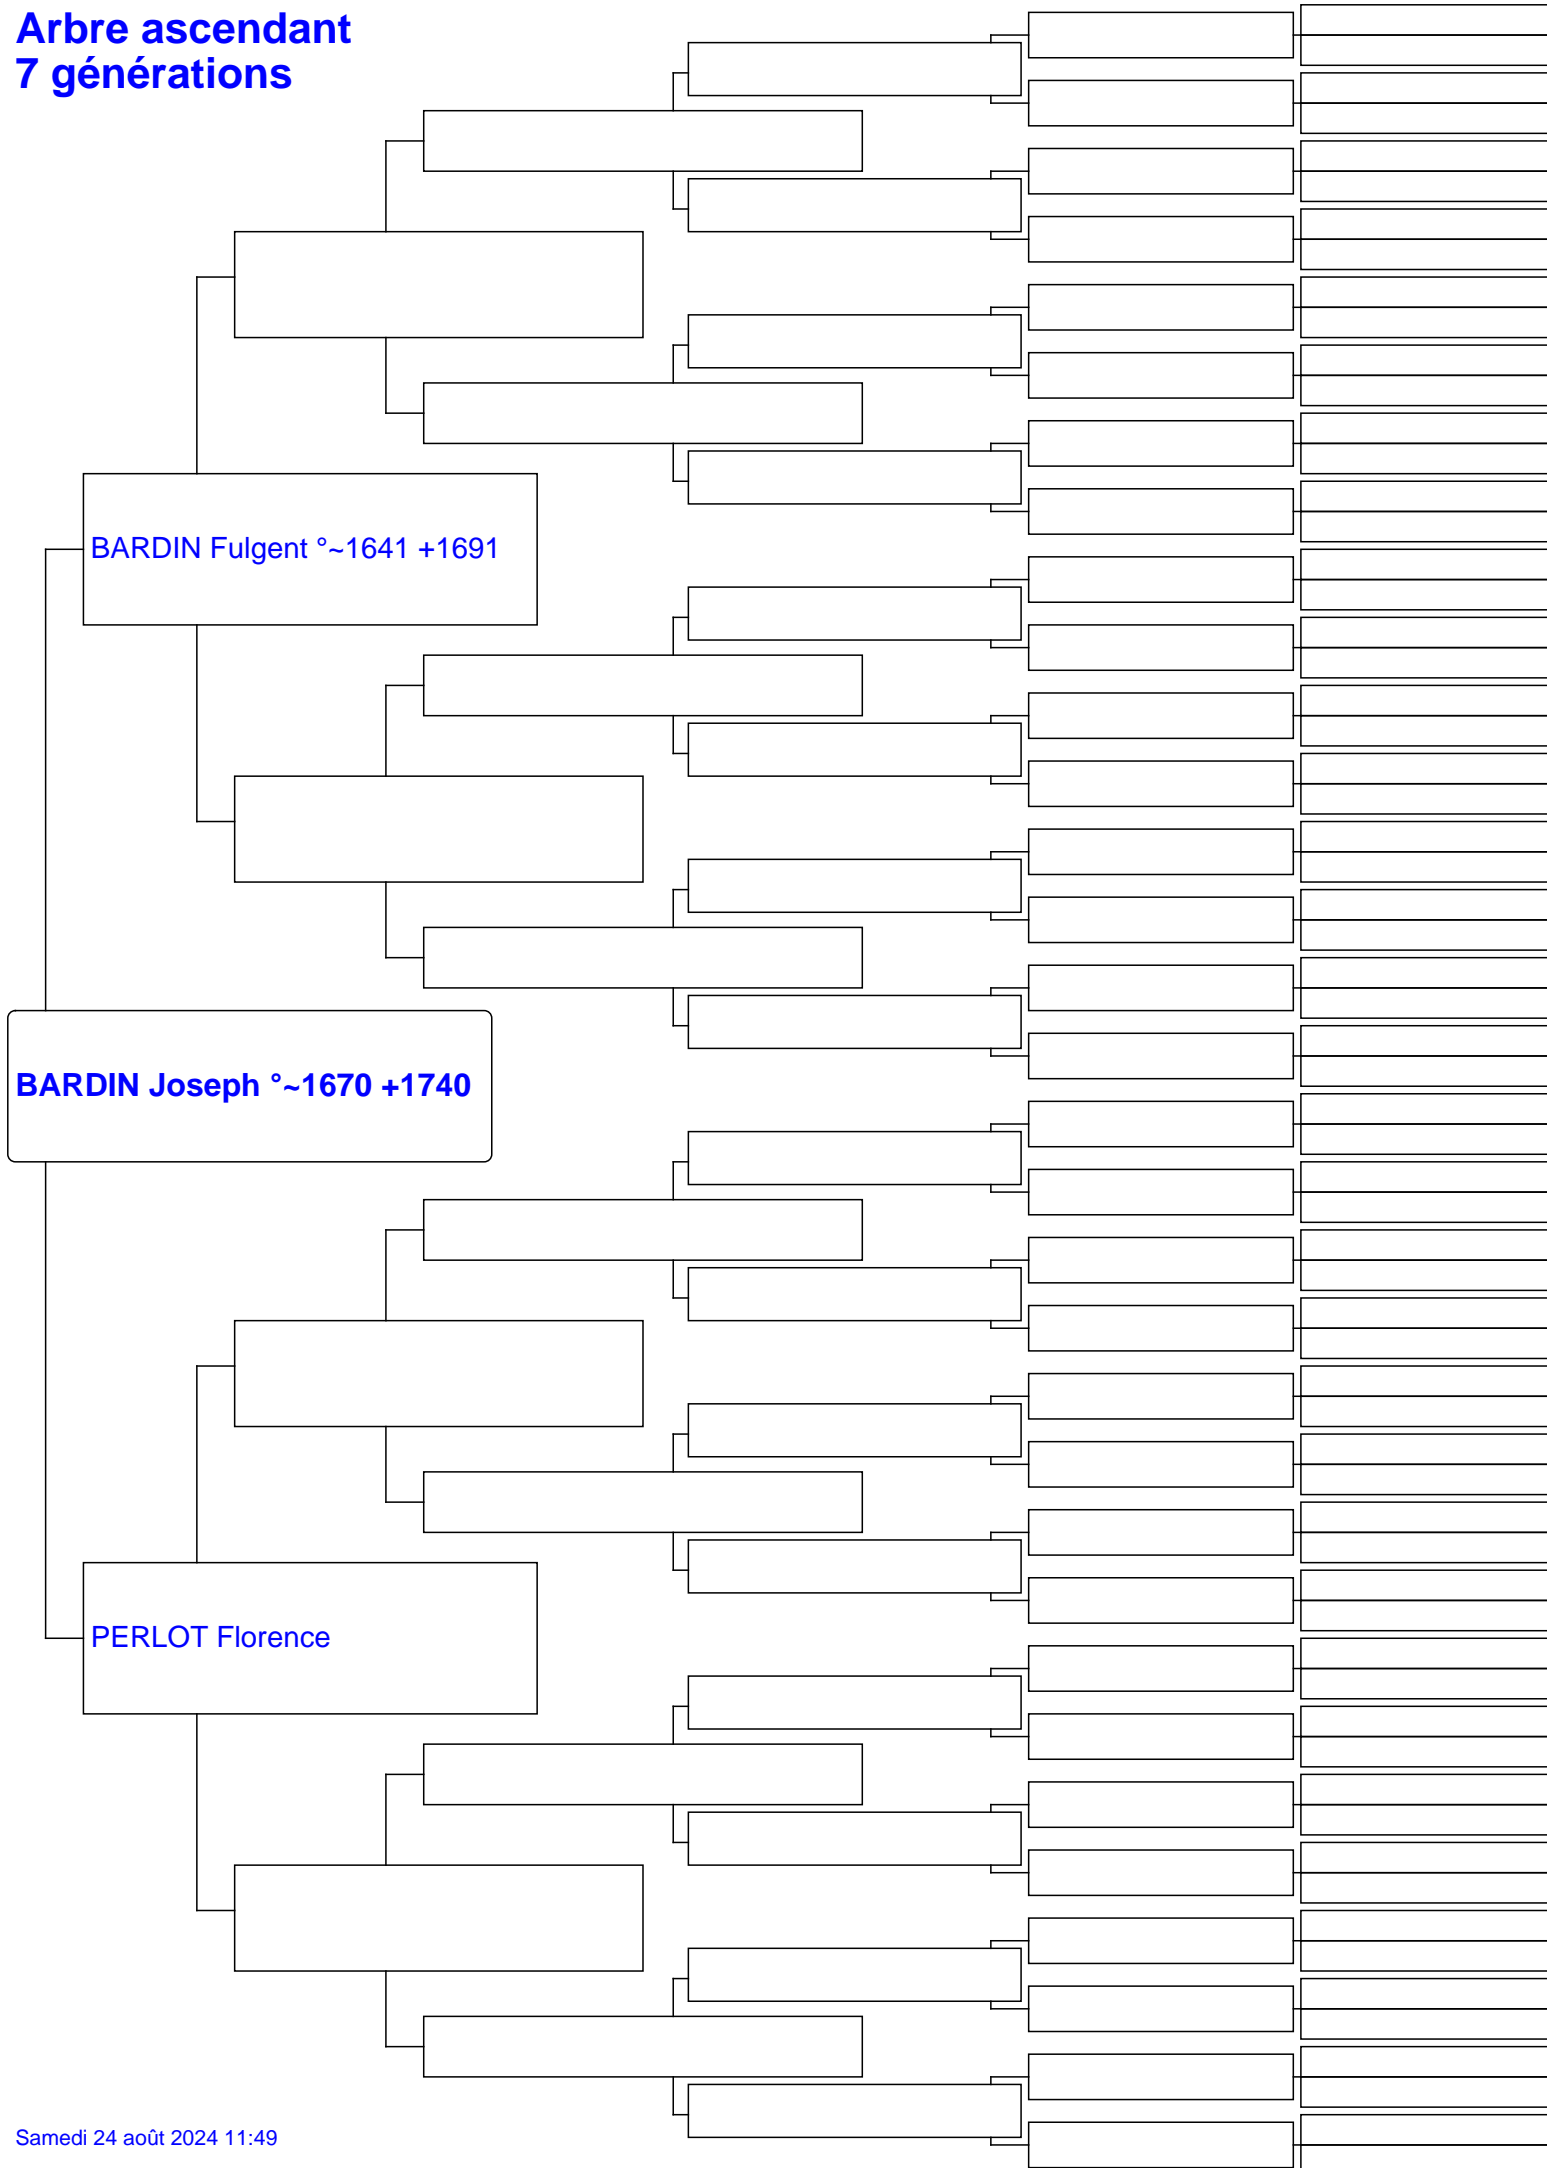 Arbre ascendant
7 générations
BARDIN Fulgent °~1641 +1691
BARDIN Joseph °~1670 +1740
PERLOT Florence
Samedi 24 août 2024 11:49